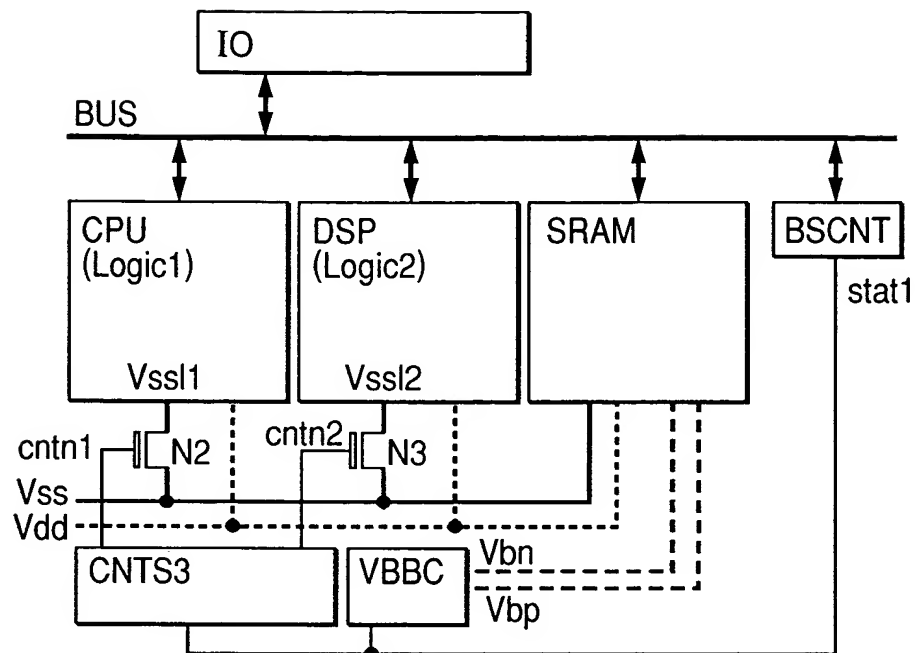 IO
BUS
CPU
(Logic1)
DSP
(Logic2)
SRAM
BSCNT
stat1
Vssl1
Vssl2
cntn1
N2
cntn2
N3
Vss
Vdd
CNTS3
VBBC
Vbn
Vbp